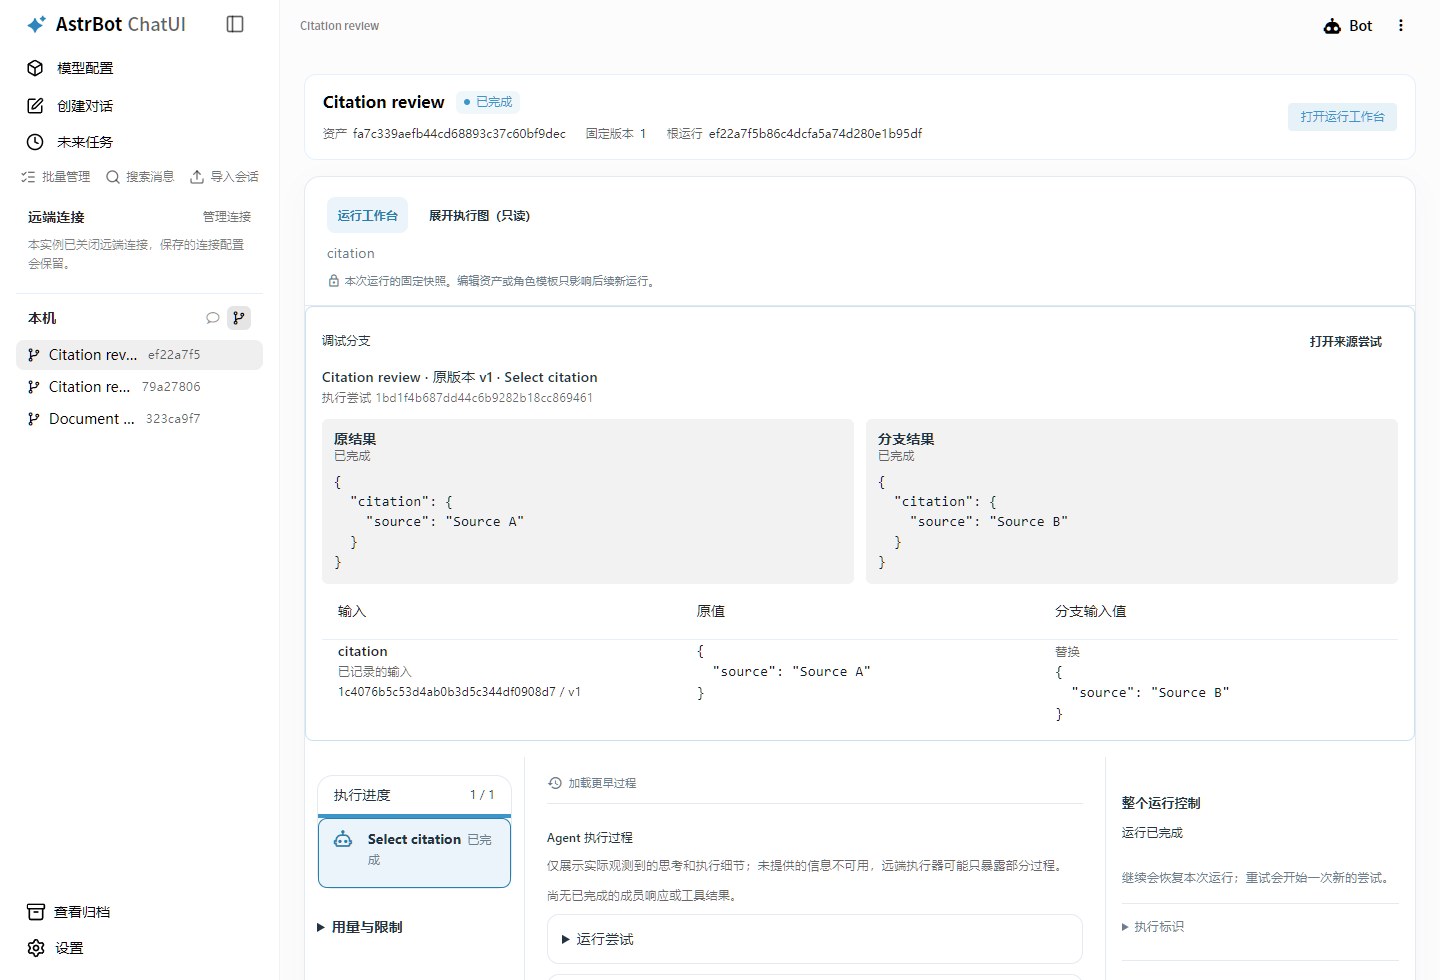 AstrBot ChatUI
模型配置
创建对话
未来任务
批量管理 搜索消息 导入会话
远端连接 管理连接
本实例已关闭远端连接，保存的连接配置
会保留。
本机
Citation rev... ef22a7f5
Citation re... 79a27806
Document ... 323ca9f7
查看归档
设置
Citation review
Bot
Citation review 已完成
资产 fa7c339aefb44cd68893c37c60bf9dec 固定版本 1 根运行 ef22a7f5b86c4dcfa5a74d280e1b95df
打开运行工作台
运行工作台 展开执行图（只读）
citation
本次运行的固定快照。编辑资产或角色模板只影响后续新运行。
调试分支
打开来源尝试
Citation review · 原版本 v1 · Select citation
执行尝试 1bd1f4b687dd44c6b9282b18cc869461
原结果
已完成
{
"citation": {
"source": "Source A"
}
}
分支结果
已完成
{
"citation": {
"source": "Source B"
}
}
输入 原值 分支输入值
citation
已记录的输入
1c4076b5c53d4ab0b3d5c344df0908d7 / v1
{
"source": "Source A"
}
替换
{
"source": "Source B"
}
执行进度 1 / 1
Select citation 已完
成
用量与限制
加载更早过程
Agent 执行过程
仅展示实际观测到的思考和执行细节；未提供的信息不可用，远端执行器可能只暴露部分过程。
尚无已完成的成员响应或工具结果。
运行尝试
整个运行控制
运行已完成
继续会恢复本次运行；重试会开始一次新的尝试。
执行标识